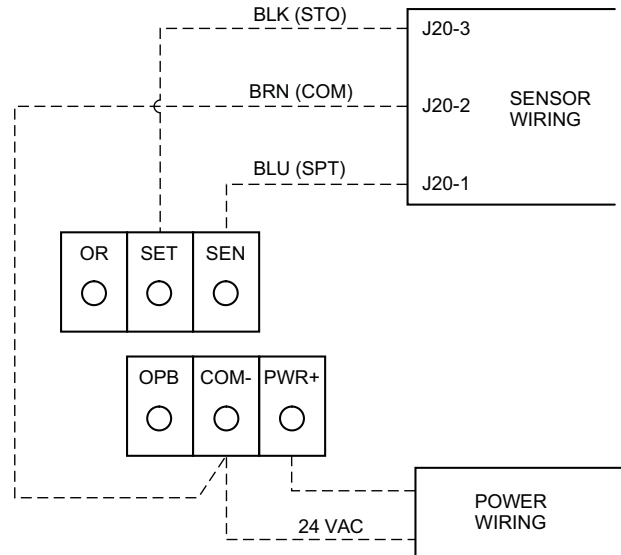 BLK (STO)
J20-3
BRN (COM)
J20-2
SENSOR
WIRING
BLU (SPT)
J20-1
OR SET SEN
OPB COM- PWR+
POWER
WIRING
24 VAC